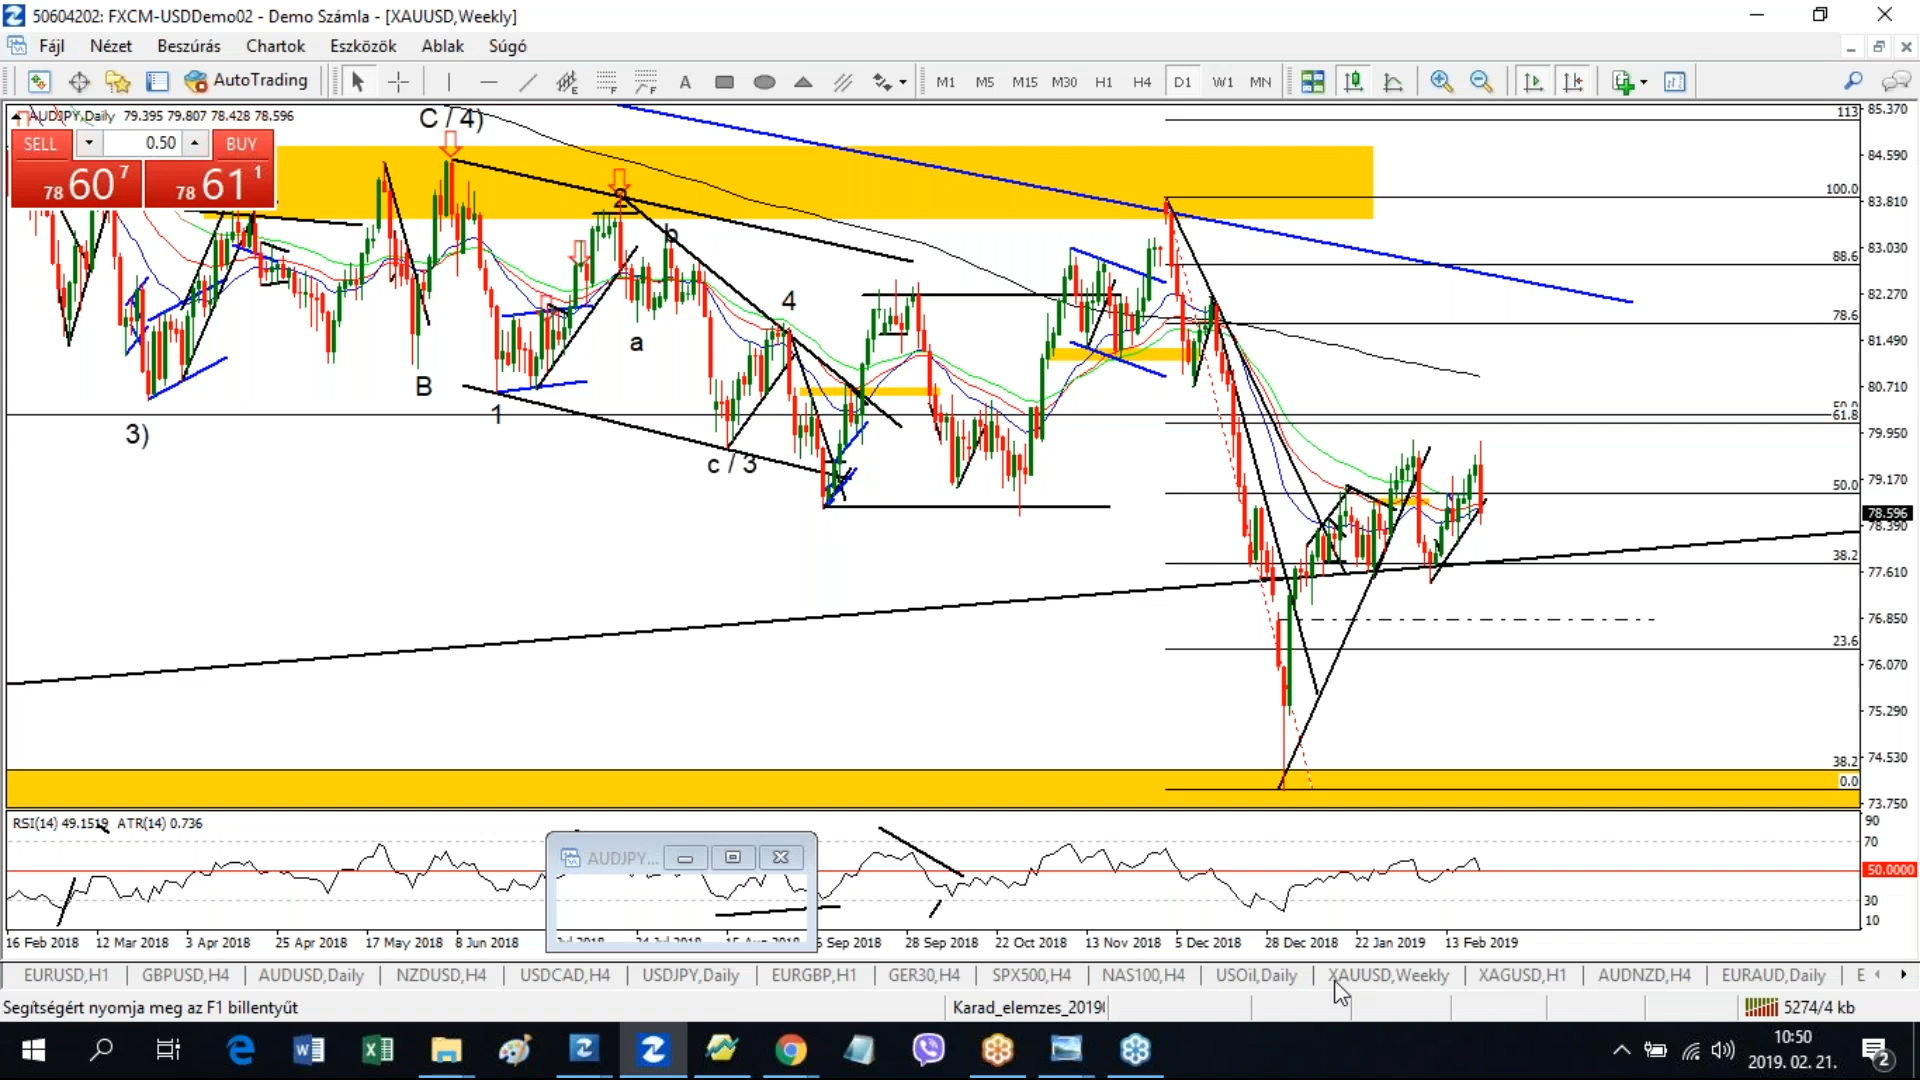 50604202: FXCM-USDDemo02 - Demo Számla - [XAUUSD,Weekly]
Fájl Nézet Beszúrás Chartok Eszközök Ablak Súgó
AutoTrading A M1 M5 M15 M30 H1 H4 D1 W1 MN
AUDJPY,Daily 79.395 79.807 78.428 78.596
SELL 0.50 BUY
78 60 7 78 61 1
C / 4)
2
b
4
a
B
1
3)
c / 3
113
100.0
88.6
78.6
61.8
50.0
38.2
23.6
38.2
0.0
85.370
84.590
83.810
83.030
82.270
81.490
80.710
79.950
79.170
78.596
78.390
77.610
76.850
76.070
75.290
74.530
73.750
RSI(14) 49.1519 ATR(14) 0.736
90
70
50.0000
30
10
AUDJPY...
16 Feb 2018 12 Mar 2018 3 Apr 2018 25 Apr 2018 17 May 2018 8 Jun 2018 Sep 2018 28 Sep 2018 22 Oct 2018 13 Nov 2018 5 Dec 2018 28 Dec 2018 22 Jan 2019 13 Feb 2019
EURUSD,H1 GBPUSD,H4 AUDUSD,Daily NZDUSD,H4 USDCAD,H4 USDJPY,Daily EURGBP,H1 GER30,H4 SPX500,H4 NAS100,H4 USOil,Daily XAUUSD,Weekly XAGUSD,H1 AUDNZD,H4 EURAUD,Daily E
Segítségért nyomja meg az F1 billentyűt Karad_elemzes_2019 5274/4 kb
10:50
2019. 02. 21.
2